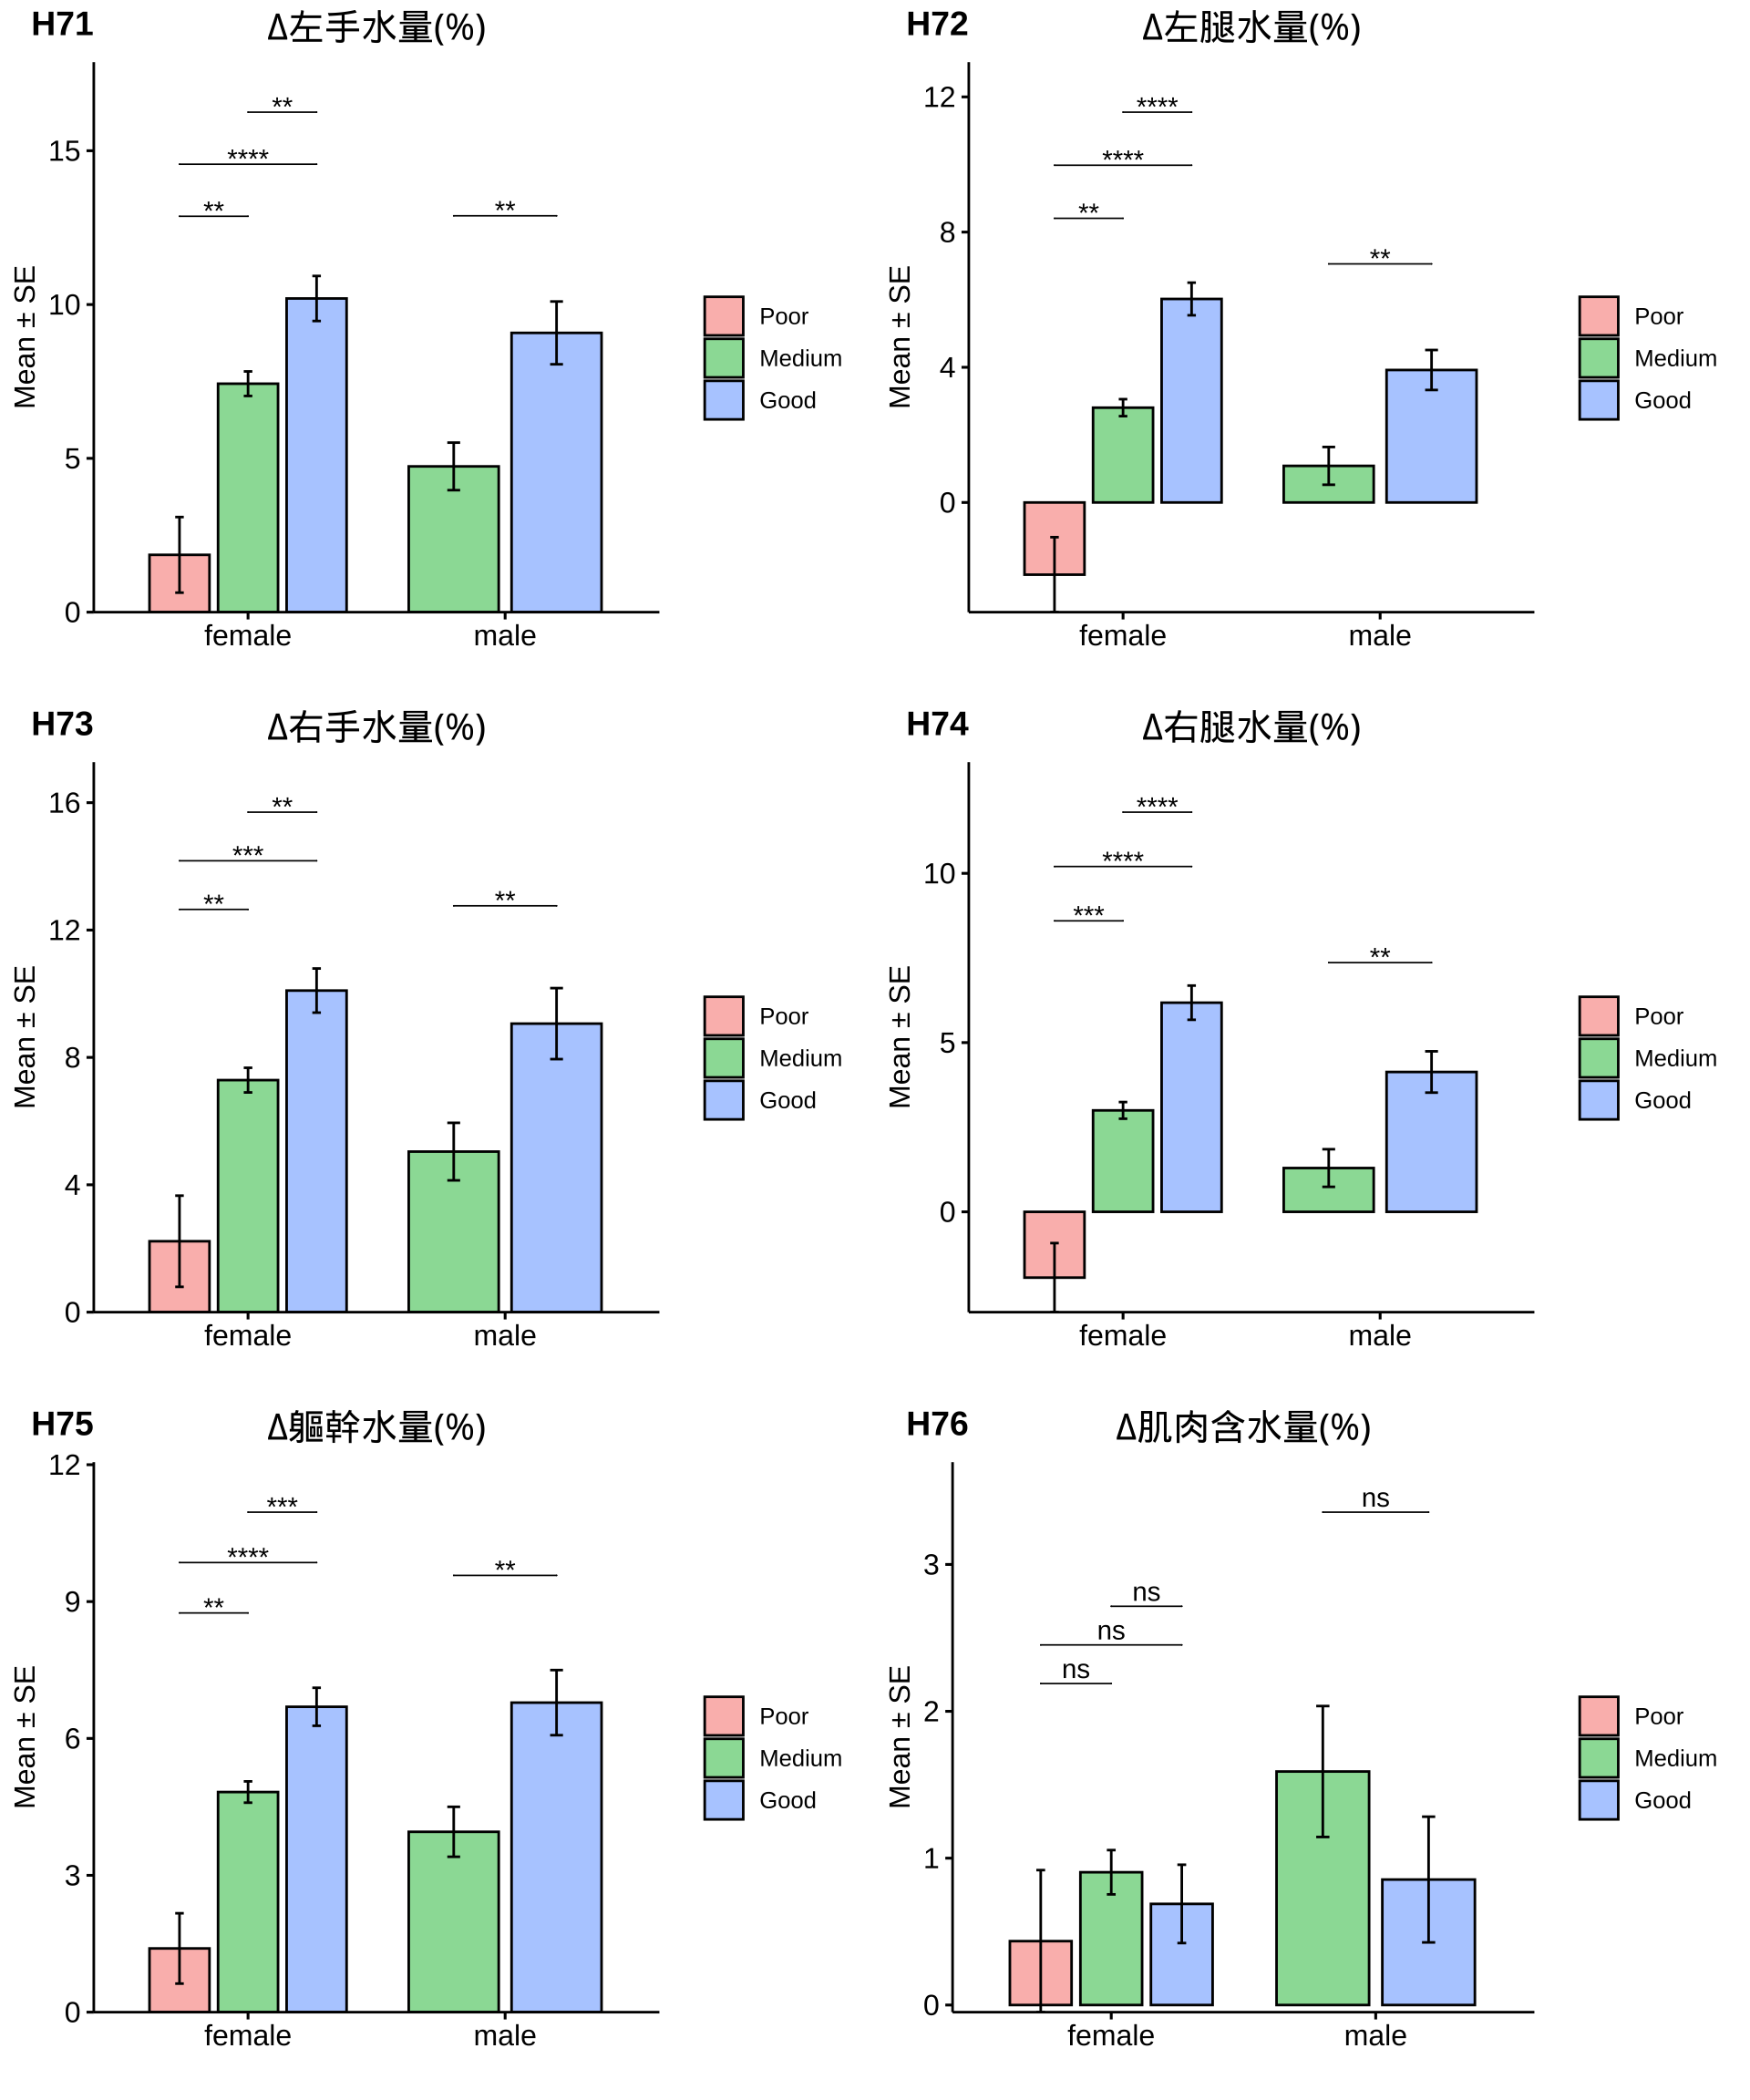 H71
Δ左手水量(%)
Mean ± SE
15
10
5
0
**
****
**
**
female
male
Poor
Medium
Good
H72
Δ左腿水量(%)
Mean ± SE
12
8
4
0
****
****
**
**
female
male
Poor
Medium
Good
H73
Δ右手水量(%)
Mean ± SE
16
12
8
4
0
**
***
**
**
female
male
Poor
Medium
Good
H74
Δ右腿水量(%)
Mean ± SE
10
5
0
****
****
***
**
female
male
Poor
Medium
Good
H75
Δ軀幹水量(%)
Mean ± SE
12
9
6
3
0
***
****
**
**
female
male
Poor
Medium
Good
H76
Δ肌肉含水量(%)
Mean ± SE
3
2
1
0
ns
ns
ns
ns
female
male
Poor
Medium
Good